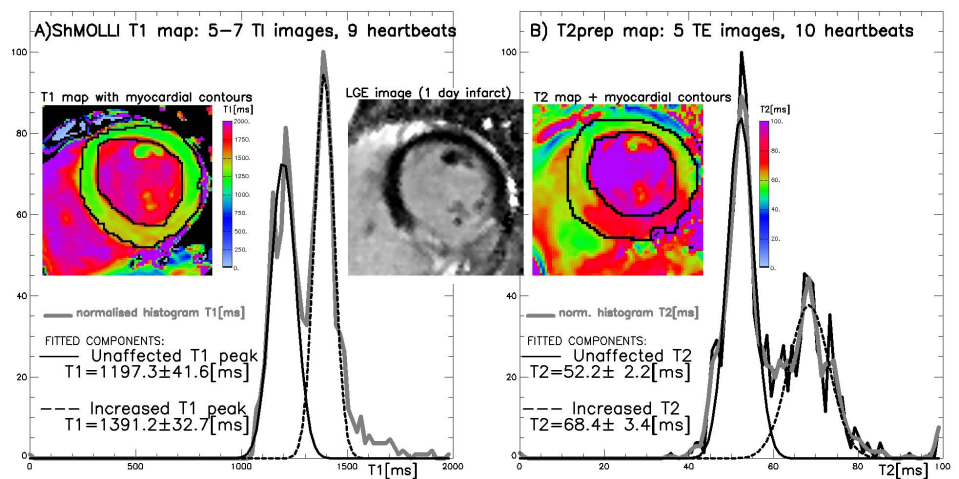 A)ShMOLLI T1 map: 5-7 TI images, 9 heartbeats
B) T2prep map: 5 TE images, 10 heartbeats
100
80
60
40
20
0
T1 map with myocardial contours
T1[ms]
2000.
1750
1500
1250
1000
750
500
250
0.
LGE image (1 day infarct)
T2 map + myocardial contours
T2[ms]
100.
80.
60.
40.
20.
0.
normalised histogram T1[ms]
FITTED COMPONENTS:
Unaffected T1 peak
T1=1197.3±41.6[ms]
Increased T1 peak
T1=1391.2±32.7[ms]
0 500 1000 1500 2000
T1[ms]
100
80
60
40
20
0
norm. histogram T2[ms]
FITTED COMPONENTS:
Unaffected T2
T2=52.2± 2.2[ms]
Increased T2
T2=68.4± 3.4[ms]
0 20 40 60 80 100
T2[ms]